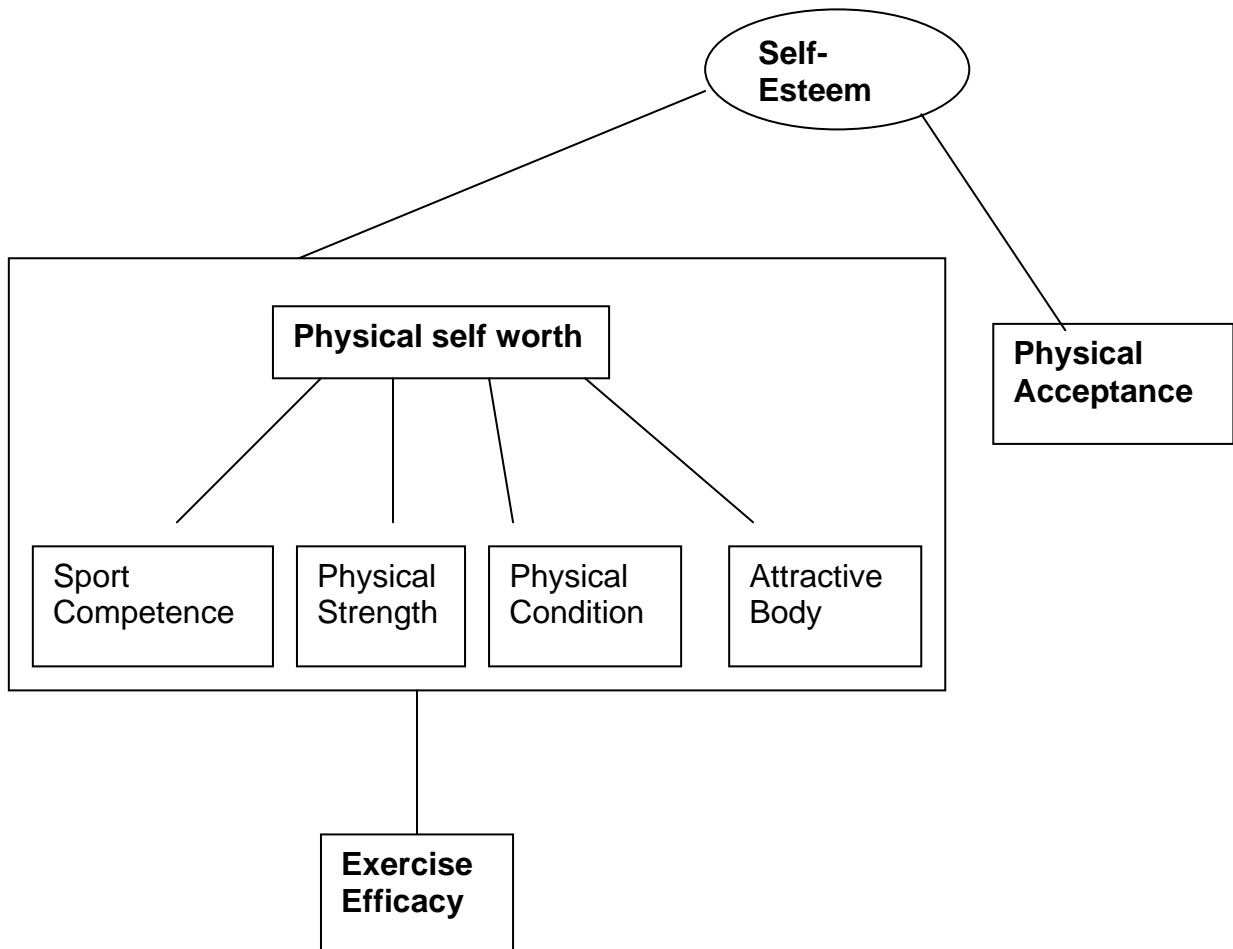 Self-
Esteem
Physical self worth
Physical
Acceptance
Sport
Competence
Physical
Strength
Physical
Condition
Attractive
Body
Exercise
Efficacy